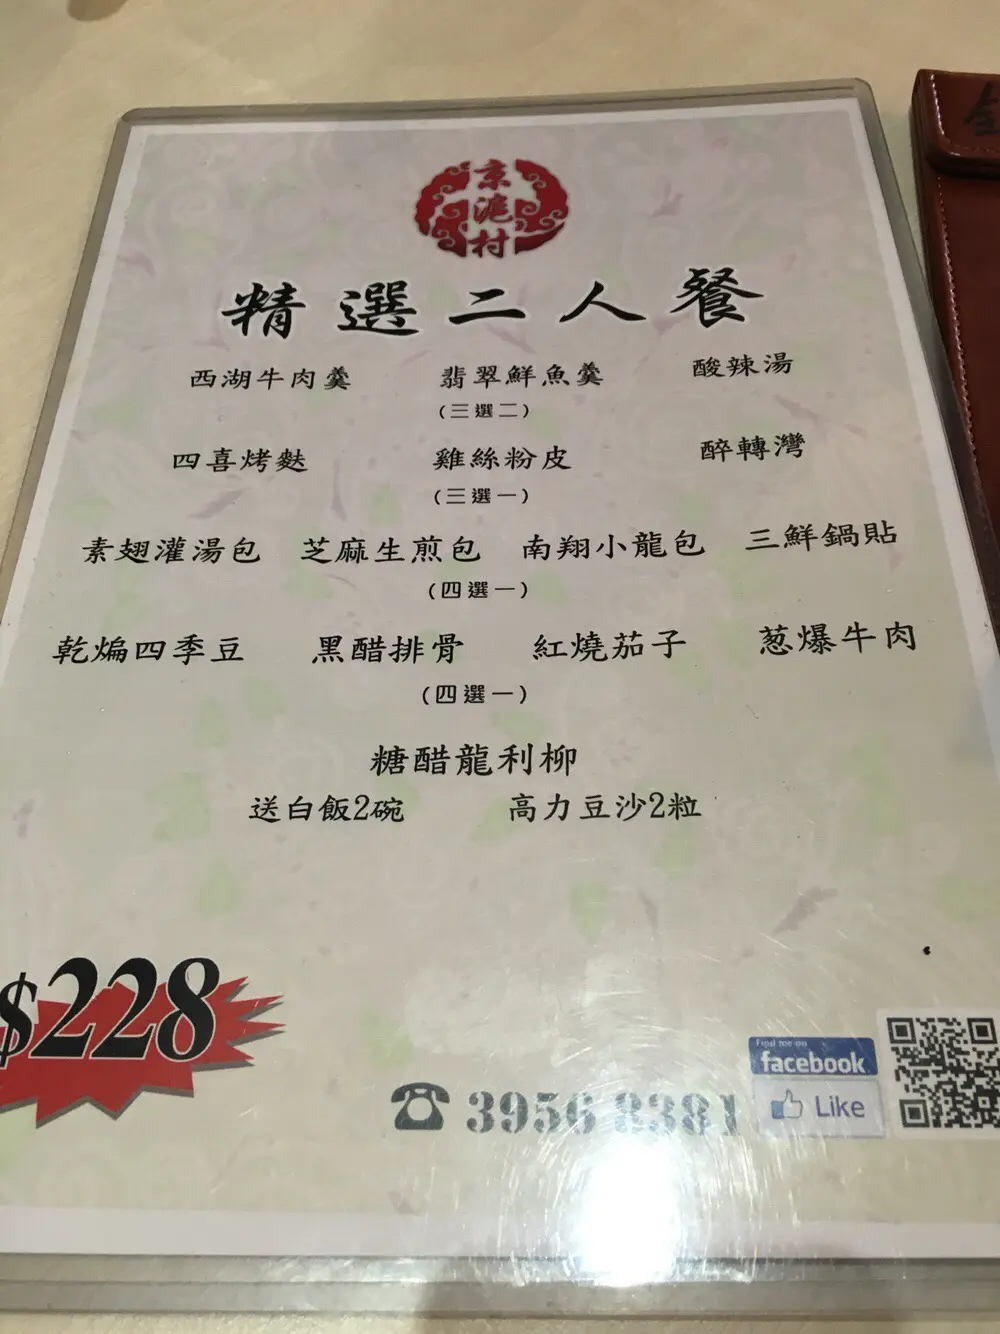 京
滬
村
精選二人餐
西湖牛肉羹 翡翠鮮魚羹 酸辣湯
(三選二)
四喜烤麩 雞絲粉皮 醉轉灣
(三選一)
素翅灌湯包 芝麻生煎包 南翔小龍包 三鮮鍋貼
(四選一)
乾煸四季豆 黑醋排骨 紅燒茄子 葱爆牛肉
(四選一)
糖醋龍利柳
送白飯2碗 高力豆沙2粒
$228
3956 8381
Find me on
facebook
Like